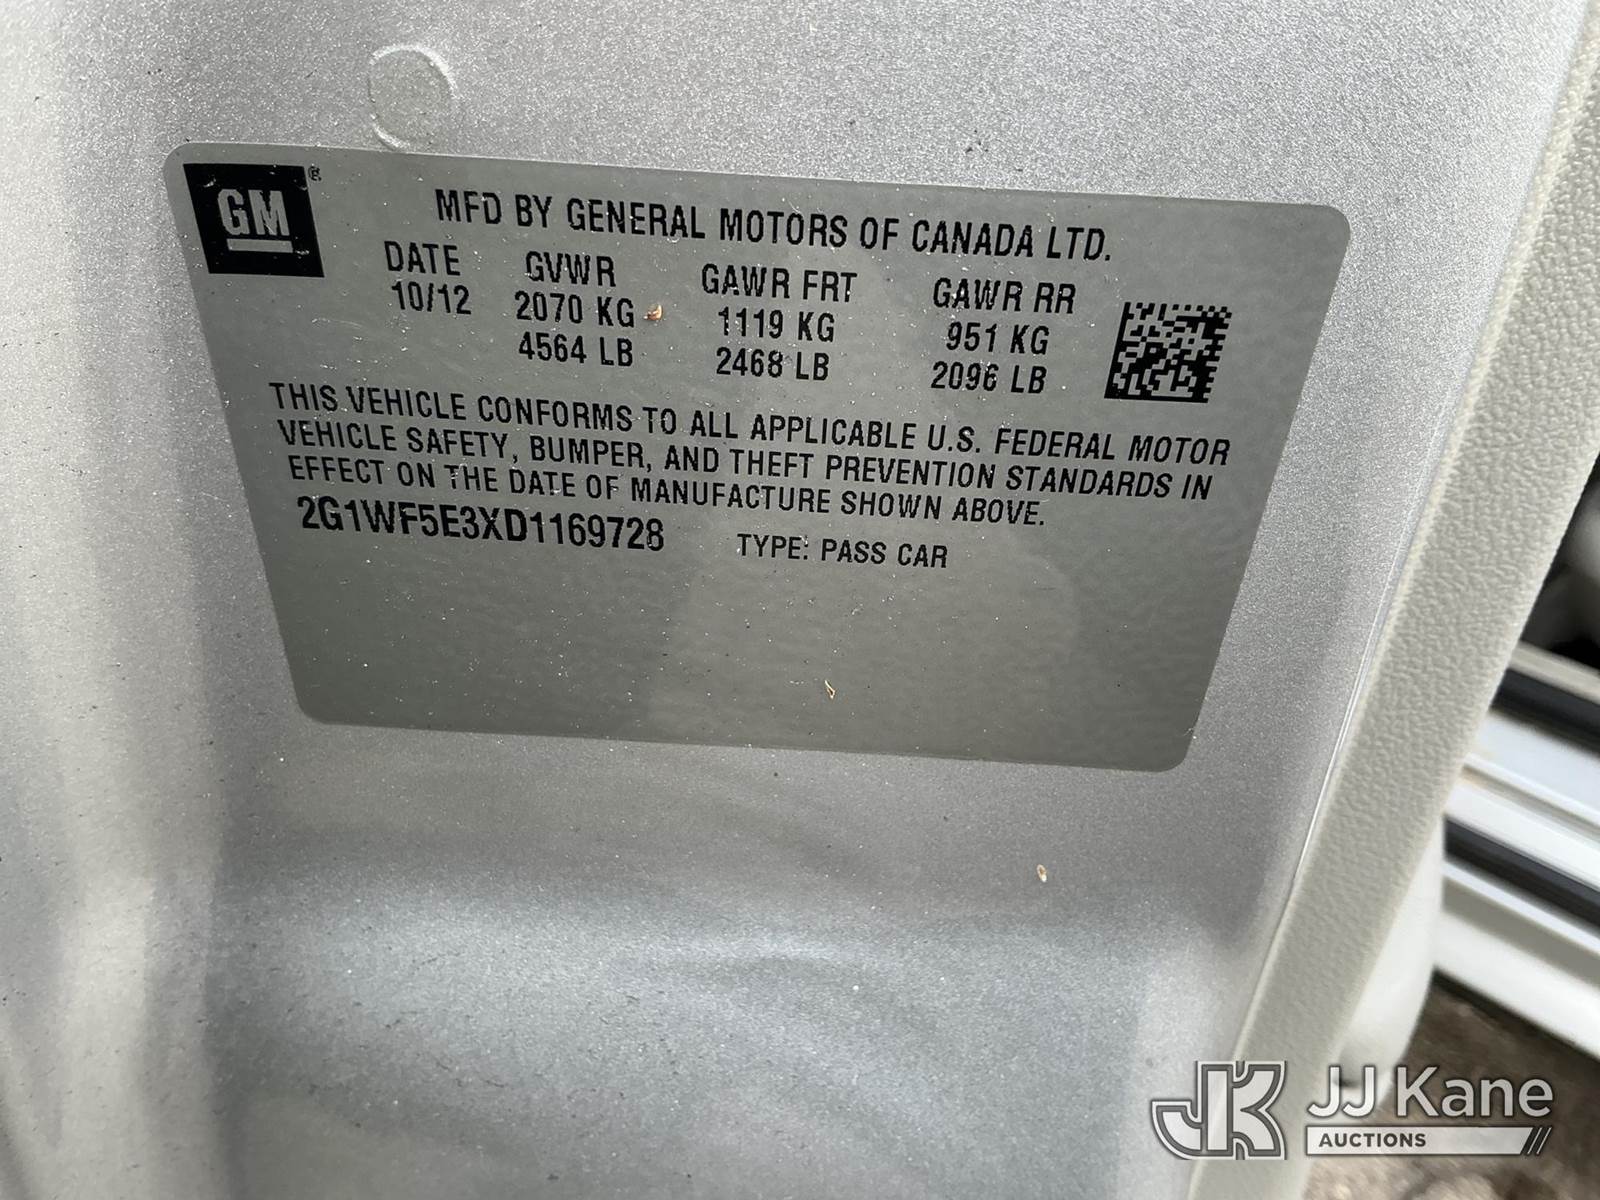 GM®
MFD BY GENERAL MOTORS OF CANADA LTD.
DATE GVWR GAWR FRT GAWR RR
10/12 2070 KG 1119 KG 951 KG
4564 LB 2468 LB 2096 LB
THIS VEHICLE CONFORMS TO ALL APPLICABLE U.S. FEDERAL MOTOR
VEHICLE SAFETY, BUMPER, AND THEFT PREVENTION STANDARDS IN
EFFECT ON THE DATE OF MANUFACTURE SHOWN ABOVE.
2G1WF5E3XD1169728 TYPE: PASS CAR
JK JJ Kane
AUCTIONS